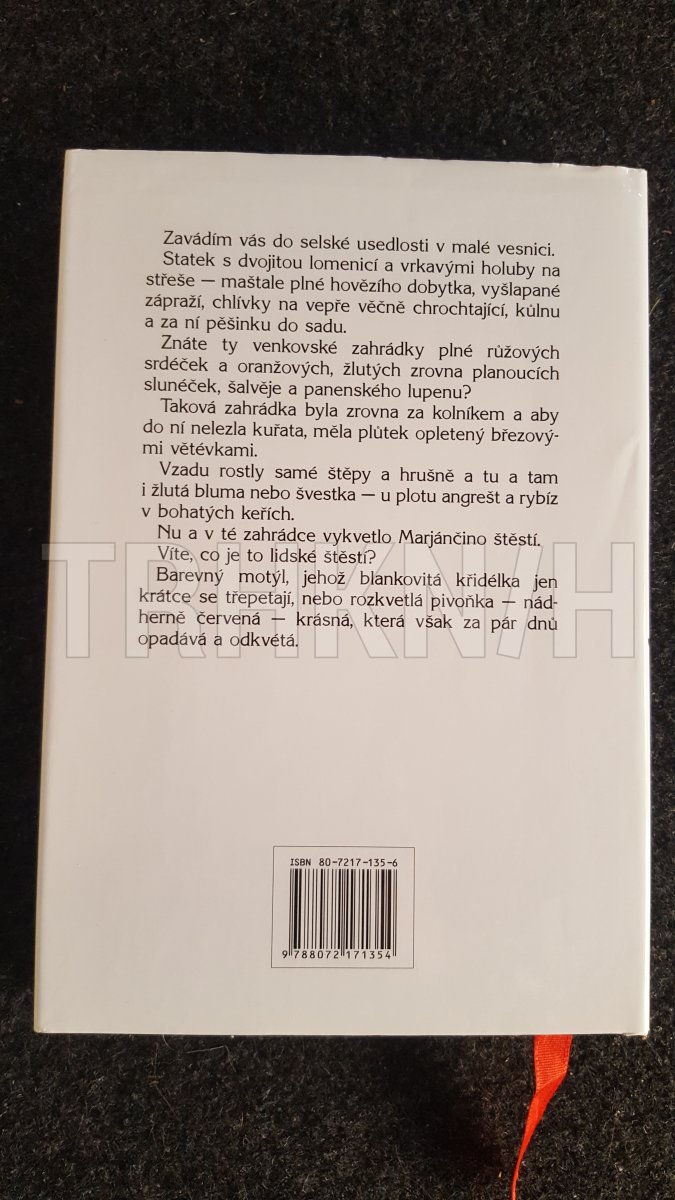 Zavádím vás do selské usedlosti v malé vesnici.
Statek s dvojitou lomenicí a vrkavými holuby na
střeše — maštale plné hovězího dobytka, vyšlapané
zápraží, chlívky na vepře věčně chrochtající, kůlnu
a za ní pěšinku do sadu.
Znáte ty venkovské zahrádky plné růžových
srdéček a oranžových, žlutých zrovna planoucích
slunéček, šalvěje a panenského lupenu?
Taková zahrádka byla zrovna za kolníkem a aby
do ní nelezla kuřata, měla plůtek opletený březový-
mi větévkami.
Vzadu rostly samé štěpy a hrušně a tu a tam
i žlutá bluma nebo švestka — u plotu angrešt a rybíz
v bohatých keřích.
Nu a v té zahrádce vykvetlo Marjánčino štěstí.
Víte, co je to lidské štěstí?
Barevný motýl, jehož blankovitá křidélka jen
krátce se třepetají, nebo rozkvetlá pivoňka — nád-
herně červená — krásná, která však za pár dnů
opadává a odkvétá.
TRHKNI/H
ISBN 80-7217-135-6
9 788072 171354